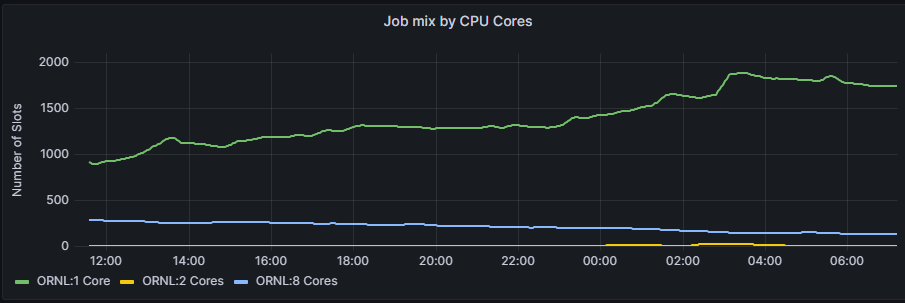 Job mix by CPU Cores
Number of Slots
2000
1500
1000
500
0
12:00 14:00 16:00 18:00 20:00 22:00 00:00 02:00 04:00 06:00
ORNL:1 Core ORNL:2 Cores ORNL:8 Cores